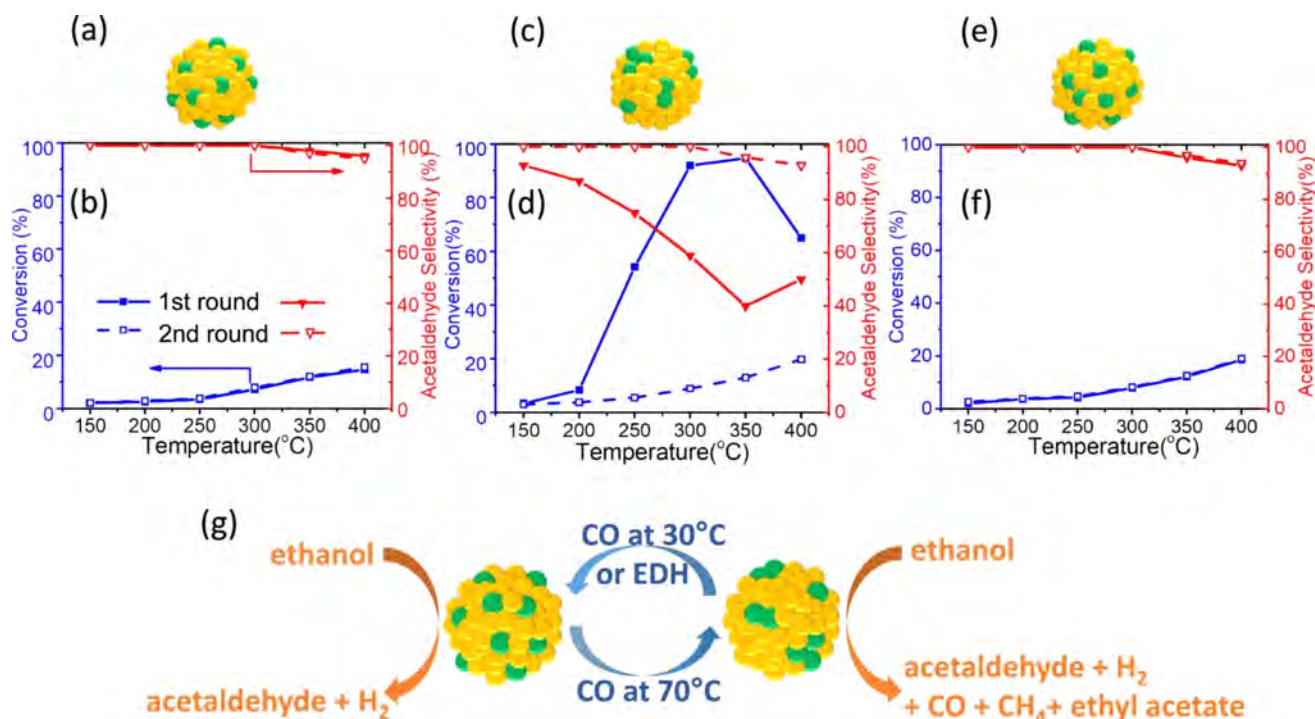 (a)
(c)
(e)
100
80
60
40
20
0
Conversion (%)
(b)
1st round
2nd round
100
80
60
40
20
0
Acetaldehyde Selectivity (%)
150 200 250 300 350 400
Temperature(°C)
100
80
60
40
20
0
Conversion(%)
(d)
100
80
60
40
20
0
Acetaldehyde Selectivity(%)
150 200 250 300 350 400
Temperature(°C)
100
80
60
40
20
0
Conversion (%)
(f)
100
80
60
40
20
0
Acetaldehyde Selectivity(%)
150 200 250 300 350 400
Temperature(°C)
(g)
ethanol
acetaldehyde + H₂
CO at 30°C
or EDH
CO at 70°C
ethanol
acetaldehyde + H₂
+ CO + CH₄+ ethyl acetate